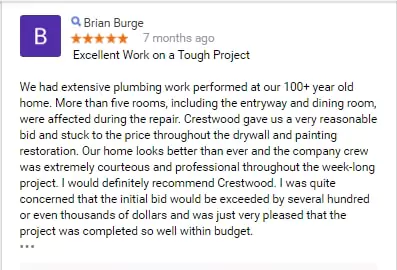 B
Brian Burge
7 months ago
Excellent Work on a Tough Project
We had extensive plumbing work performed at our 100+ year old
home. More than five rooms, including the entryway and dining room,
were affected during the repair. Crestwood gave us a very reasonable
bid and stuck to the price throughout the drywall and painting
restoration. Our home looks better than ever and the company crew
was extremely courteous and professional throughout the week-long
project. I would definitely recommend Crestwood. I was quite
concerned that the initial bid would be exceeded by several hundred
or even thousands of dollars and was just very pleased that the
project was completed so well within budget.